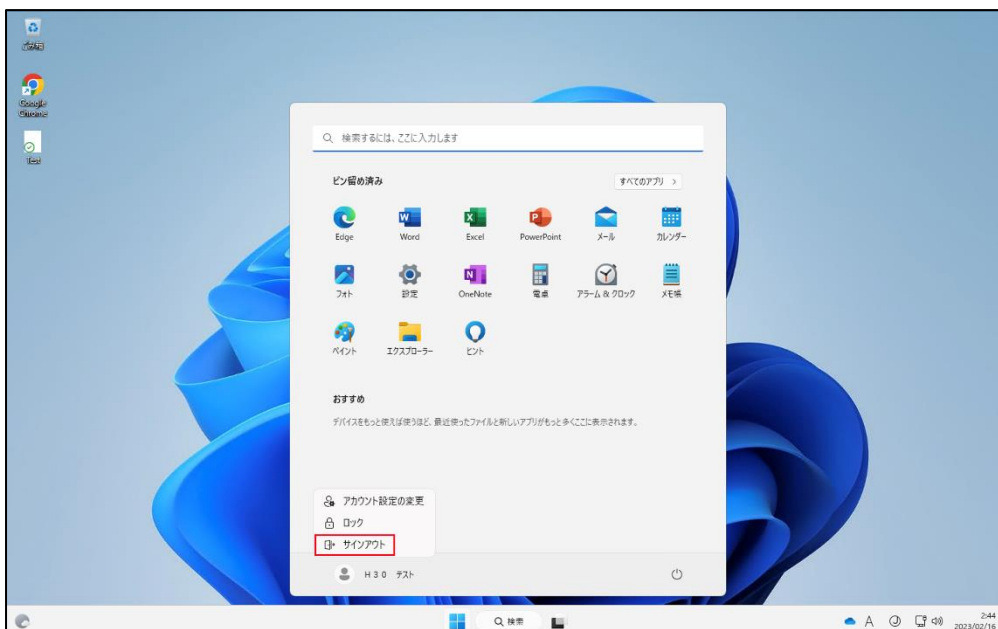 ごみ箱
Google
Chrome
Test
検索するには、ここに入力します
ピン留め済み
すべてのアプリ >
Edge
Word
Excel
PowerPoint
メール
カレンダー
フォト
設定
OneNote
電卓
アラーム & クロック
メモ帳
ペイント
エクスプローラー
ヒント
おすすめ
デバイスをもっと使えば使うほど、最近使ったファイルと新しいアプリがもっと多くここに表示されます。
アカウント設定の変更
ロック
サインアウト
H30 テスト
検索
A
2:44
2023/02/16